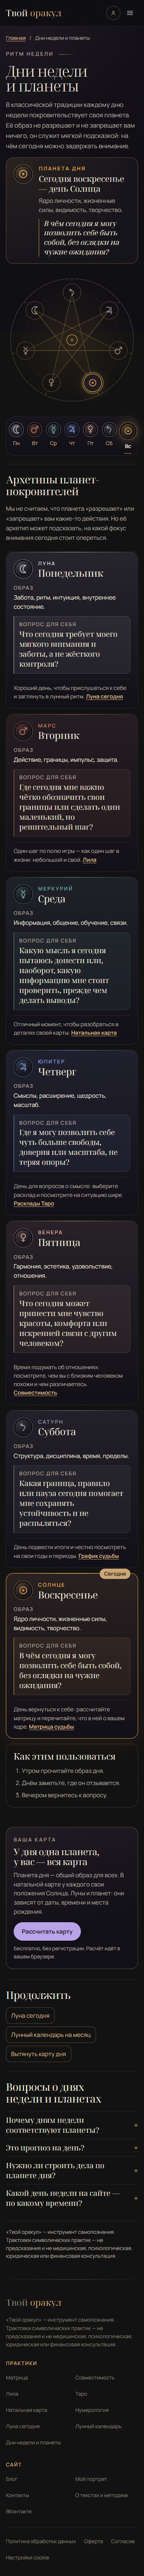 Твой оракул
Главная / Дни недели и планеты
РИТМ НЕДЕЛИ
Дни недели
и планеты
В классической традиции каждому дню
недели покровительствует своя планета.
Её образ не разрешает и не запрещает вам
ничего, он служит мягкой подсказкой: на
чём сегодня можно задержать внимание.
ПЛАНЕТА ДНЯ
Сегодня воскресенье
— день Солнца
Ядро личности, жизненные
силы, видимость, творчество.
В чём сегодня я могу
позволить себе быть
собой, без оглядки на
чужие ожидания?
Пн Вт Ср Чт Пт Сб Вс
Архетипы планет-
покровителей
Мы не считаем, что планета «разрешает» или
«запрещает» вам какие-то действия. Но её
архетип может подсказать, на какой фокус
внимания сегодня стоит опереться.
ЛУНА
Понедельник
ОБРАЗ
Забота, ритм, интуиция, внутреннее
состояние.
ВОПРОС ДЛЯ СЕБЯ
Что сегодня требует моего
мягкого внимания и
заботы, а не жёсткого
контроля?
Хороший день, чтобы прислушаться к себе
и заглянуть в лунный ритм. Луна сегодня
МАРС
Вторник
ОБРАЗ
Действие, границы, импульс, защита.
ВОПРОС ДЛЯ СЕБЯ
Где сегодня мне важно
чётко обозначить свои
границы или сделать один
маленький, но
решительный шаг?
Один шаг по полю игры — как один шаг в
жизни: небольшой и свой. Лила
МЕРКУРИЙ
Среда
ОБРАЗ
Информация, общение, обучение, связи.
ВОПРОС ДЛЯ СЕБЯ
Какую мысль я сегодня
пытаюсь донести или,
наоборот, какую
информацию мне стоит
проверить, прежде чем
делать выводы?
Отличный момент, чтобы разобраться в
деталях своей карты. Натальная карта
ЮПИТЕР
Четверг
ОБРАЗ
Смыслы, расширение, щедрость,
масштаб.
ВОПРОС ДЛЯ СЕБЯ
Где я могу позволить себе
чуть больше свободы,
доверия или масштаба, не
теряя опоры?
День для вопросов о смысле: выберите
расклад и посмотрите на ситуацию шире.
Расклады Таро
ВЕНЕРА
Пятница
ОБРАЗ
Гармония, эстетика, удовольствие,
отношения.
ВОПРОС ДЛЯ СЕБЯ
Что сегодня может
принести мне чувство
красоты, комфорта или
искренней связи с другим
человеком?
Время подумать об отношениях:
посмотрите, чем вы с близким человеком
похожи и чем различаетесь.
Совместимость
САТУРН
Суббота
ОБРАЗ
Структура, дисциплина, время, пределы.
ВОПРОС ДЛЯ СЕБЯ
Какая граница, правило
или пауза сегодня помогает
мне сохранять
устойчивость и не
распыляться?
День подвести итоги и честно посмотреть
на свои годы и периоды. График судьбы
Сегодня
СОЛНЦЕ
Воскресенье
ОБРАЗ
Ядро личности, жизненные силы,
видимость, творчество.
ВОПРОС ДЛЯ СЕБЯ
В чём сегодня я могу
позволить себе быть собой,
без оглядки на чужие
ожидания?
День вернуться к себе: рассчитайте
матрицу и перечитайте, что в ней о вашем
ядре. Матрица судьбы
Как этим пользоваться
1. Утром прочитайте образ дня.
2. Днём заметьте, где он отзывается.
3. Вечером вернитесь к вопросу.
ВАША КАРТА
У дня одна планета,
у вас — вся карта
Планета дня — общий образ для всех. В
натальной карте у каждого свои
положения Солнца, Луны и планет: они
зависят от даты, времени и места
рождения.
Рассчитать карту
Бесплатно, без регистрации. Расчёт идёт в
вашем браузере.
Продолжить
Луна сегодня
Лунный календарь на месяц
Вытянуть карту дня
Вопросы о днях
недели и планетах
Почему дням недели
соответствуют планеты? +
Это прогноз на день? +
Нужно ли строить дела по
планете дня? +
Какой день недели на сайте —
по какому времени? +
«Твой оракул» — инструмент самопознания.
Трактовки символических практик — не
предсказания и не медицинская, психологическая,
юридическая или финансовая консультация.
Твой оракул
«Твой оракул» — инструмент самопознания.
Трактовки символических практик — не
предсказания и не медицинская, психологическая,
юридическая или финансовая консультация.
ПРАКТИКИ
Матрица Совместимость
Лила Таро
Натальная карта Нумерология
Луна сегодня Лунный календарь
Дни недели и планеты
САЙТ
Блог Мой портрет
Контакты О текстах и методике
ВКонтакте
Политика обработки данных Оферта Согласие
Настройки cookie